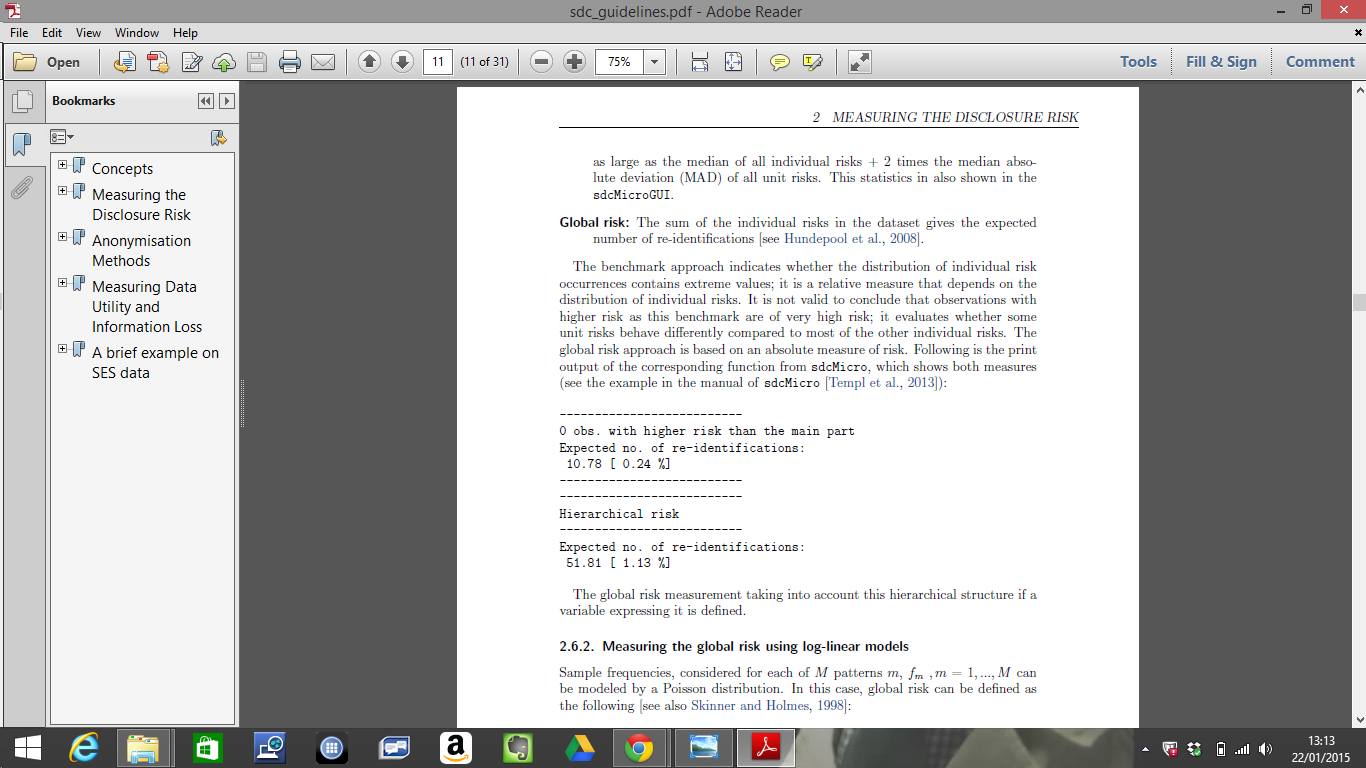 sdc_guidelines.pdf - Adobe Reader
File Edit View Window Help
Open
11
(11 of 31)
75%
Tools
Fill & Sign
Comment
Bookmarks
Concepts
Measuring the
Disclosure Risk
Anonymisation
Methods
Measuring Data
Utility and
Information Loss
A brief example on
SES data
2 MEASURING THE DISCLOSURE RISK
as large as the median of all individual risks + 2 times the median abso-
lute deviation (MAD) of all unit risks. This statistics in also shown in the
sdcMicroGUI.
Global risk: The sum of the individual risks in the dataset gives the expected
number of re-identifications [see Hundepool et al., 2008].
The benchmark approach indicates whether the distribution of individual risk
occurrences contains extreme values; it is a relative measure that depends on the
distribution of individual risks. It is not valid to conclude that observations with
higher risk as this benchmark are of very high risk; it evaluates whether some
unit risks behave differently compared to most of the other individual risks. The
global risk approach is based on an absolute measure of risk. Following is the print
output of the corresponding function from sdcMicro, which shows both measures
(see the example in the manual of sdcMicro [Templ et al., 2013]):
--------------------------
0 obs. with higher risk than the main part
Expected no. of re-identifications:
10.78 [ 0.24 %]
--------------------------
--------------------------
Hierarchical risk
--------------------------
Expected no. of re-identifications:
51.81 [ 1.13 %]
The global risk measurement taking into account this hierarchical structure if a
variable expressing it is defined.
2.6.2. Measuring the global risk using log-linear models
Sample frequencies, considered for each of M patterns m, fm , m = 1, ..., M can
be modeled by a Poisson distribution. In this case, global risk can be defined as
the following [see also Skinner and Holmes, 1998]:
13:13
22/01/2015